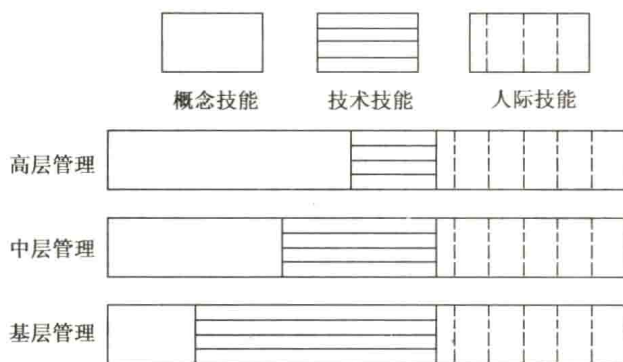 概念技能
技术技能
人际技能
高层管理
中层管理
基层管理